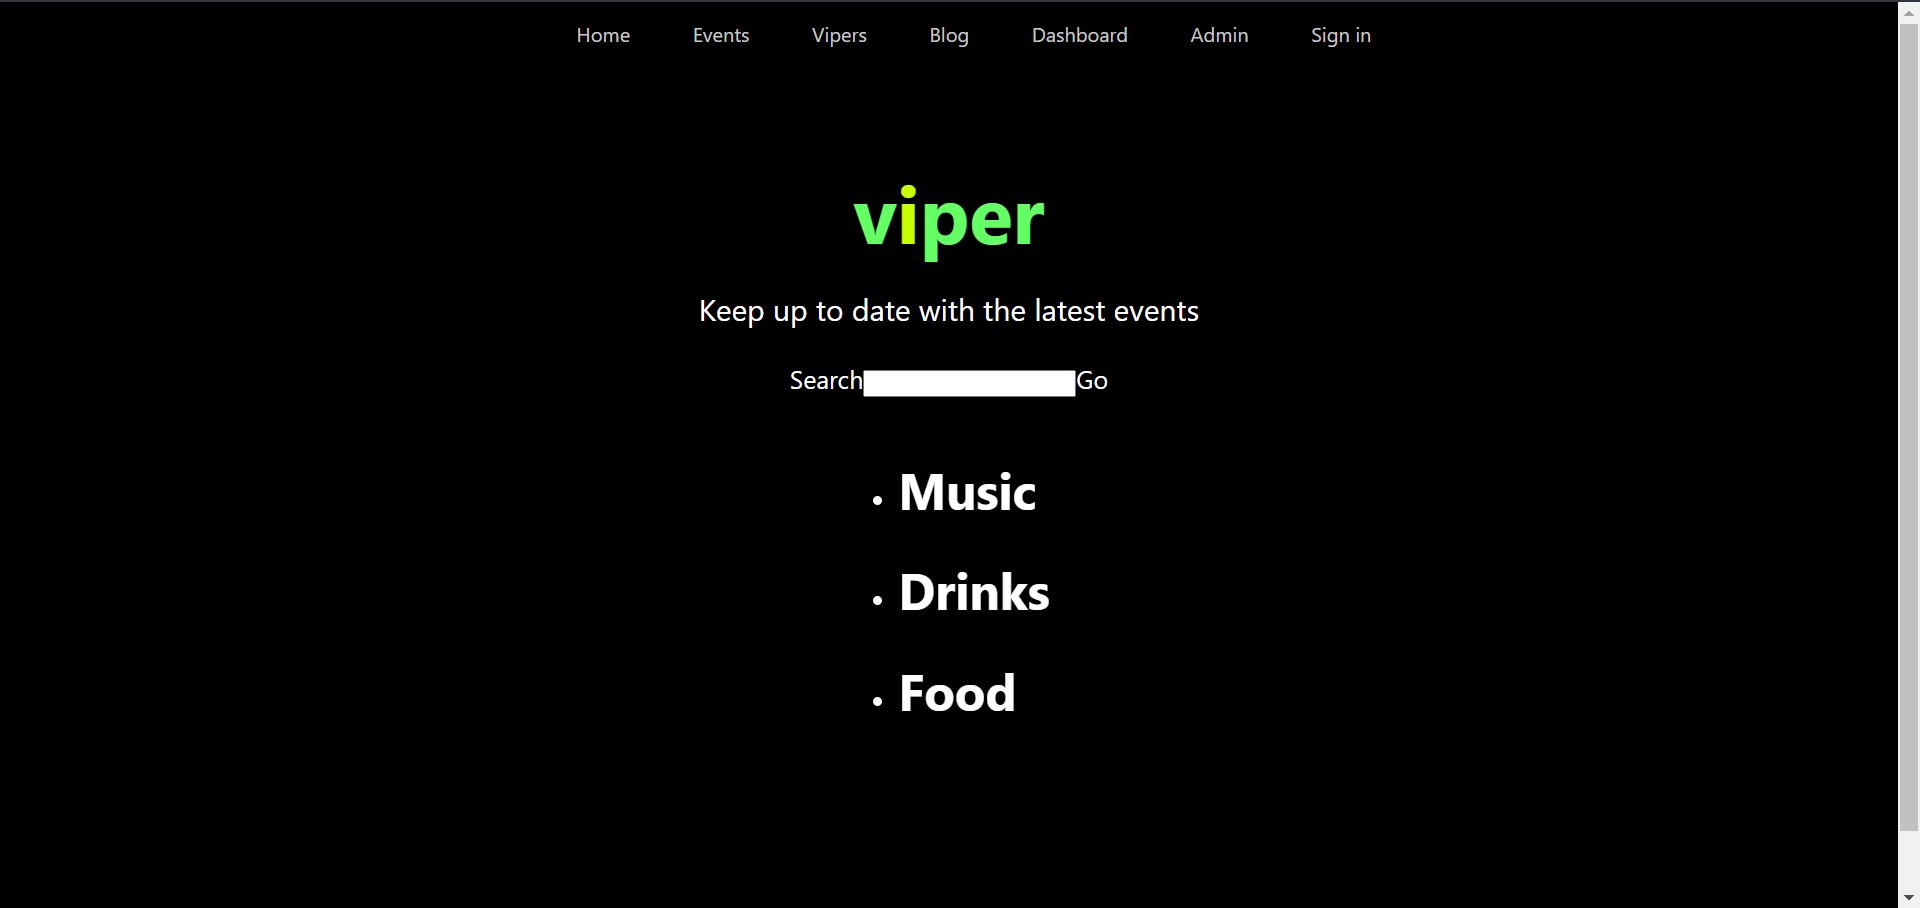 Home Events Vipers Blog Dashboard Admin Sign in
viper
Keep up to date with the latest events
Search Go
Music
Drinks
Food